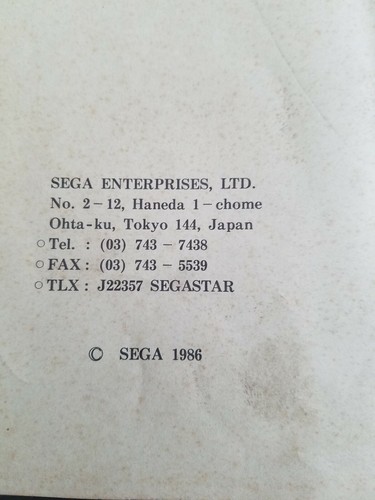 SEGA ENTERPRISES, LTD.
No. 2-12, Haneda 1-chome
Ohta-ku, Tokyo 144, Japan
○ Tel. : (03) 743 - 7438
○ FAX : (03) 743 - 5539
○ TLX : J22357 SEGASTAR
© SEGA 1986